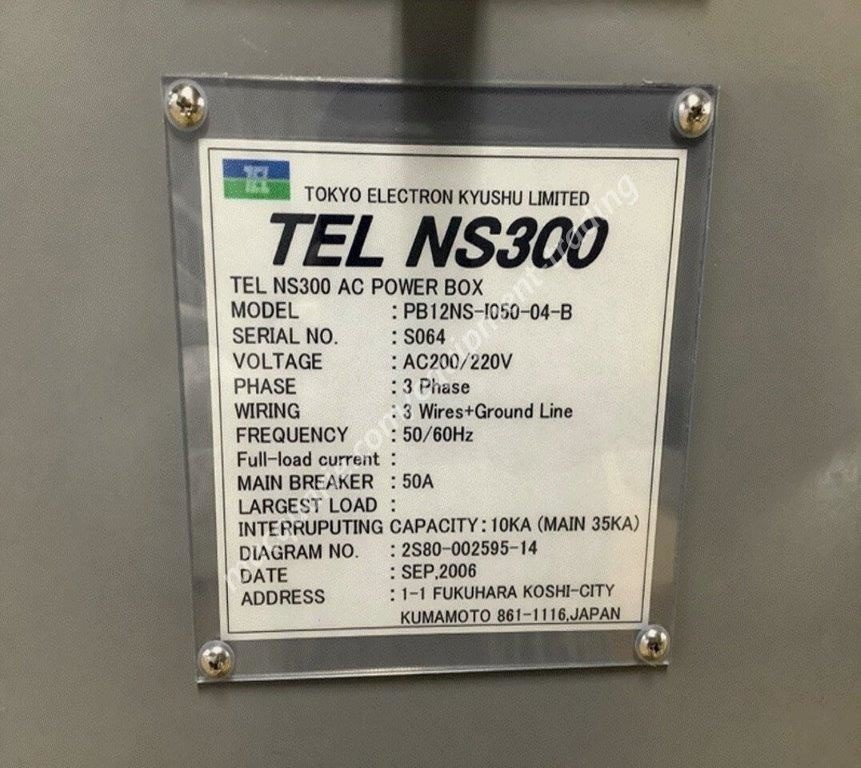 TEL
TOKYO ELECTRON KYUSHU LIMITED
TEL NS300
TEL NS300 AC POWER BOX
MODEL : PB12NS-I050-04-B
SERIAL NO. : S064
VOLTAGE : AC200/220V
PHASE : 3 Phase
WIRING : 3 Wires+Ground Line
FREQUENCY : 50/60Hz
Full-load current :
MAIN BREAKER : 50A
LARGEST LOAD :
INTERRUPUTING CAPACITY : 10KA (MAIN 35KA)
DIAGRAM NO. : 2S80-002595-14
DATE : SEP,2006
ADDRESS : 1-1 FUKUHARA KOSHI-CITY
KUMAMOTO 861-1116,JAPAN